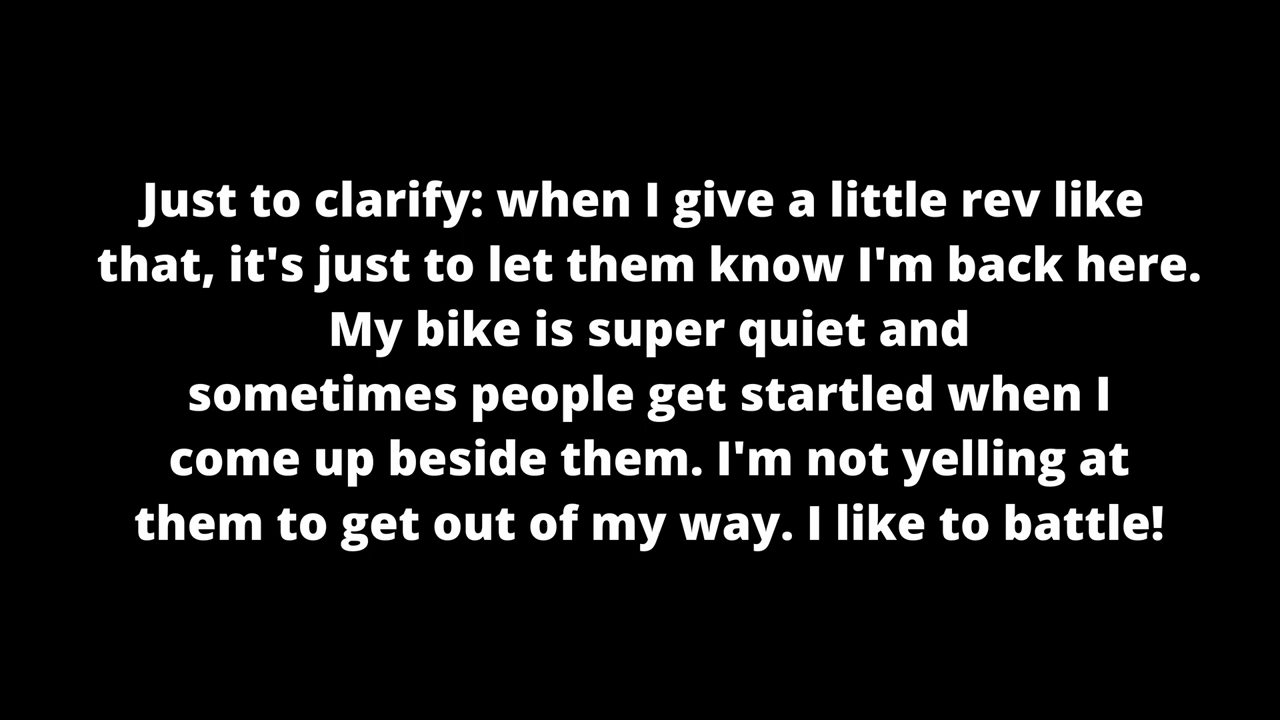 Just to clarify: when I give a little rev like
that, it's just to let them know I'm back here.
My bike is super quiet and
sometimes people get startled when I
come up beside them. I'm not yelling at
them to get out of my way. I like to battle!